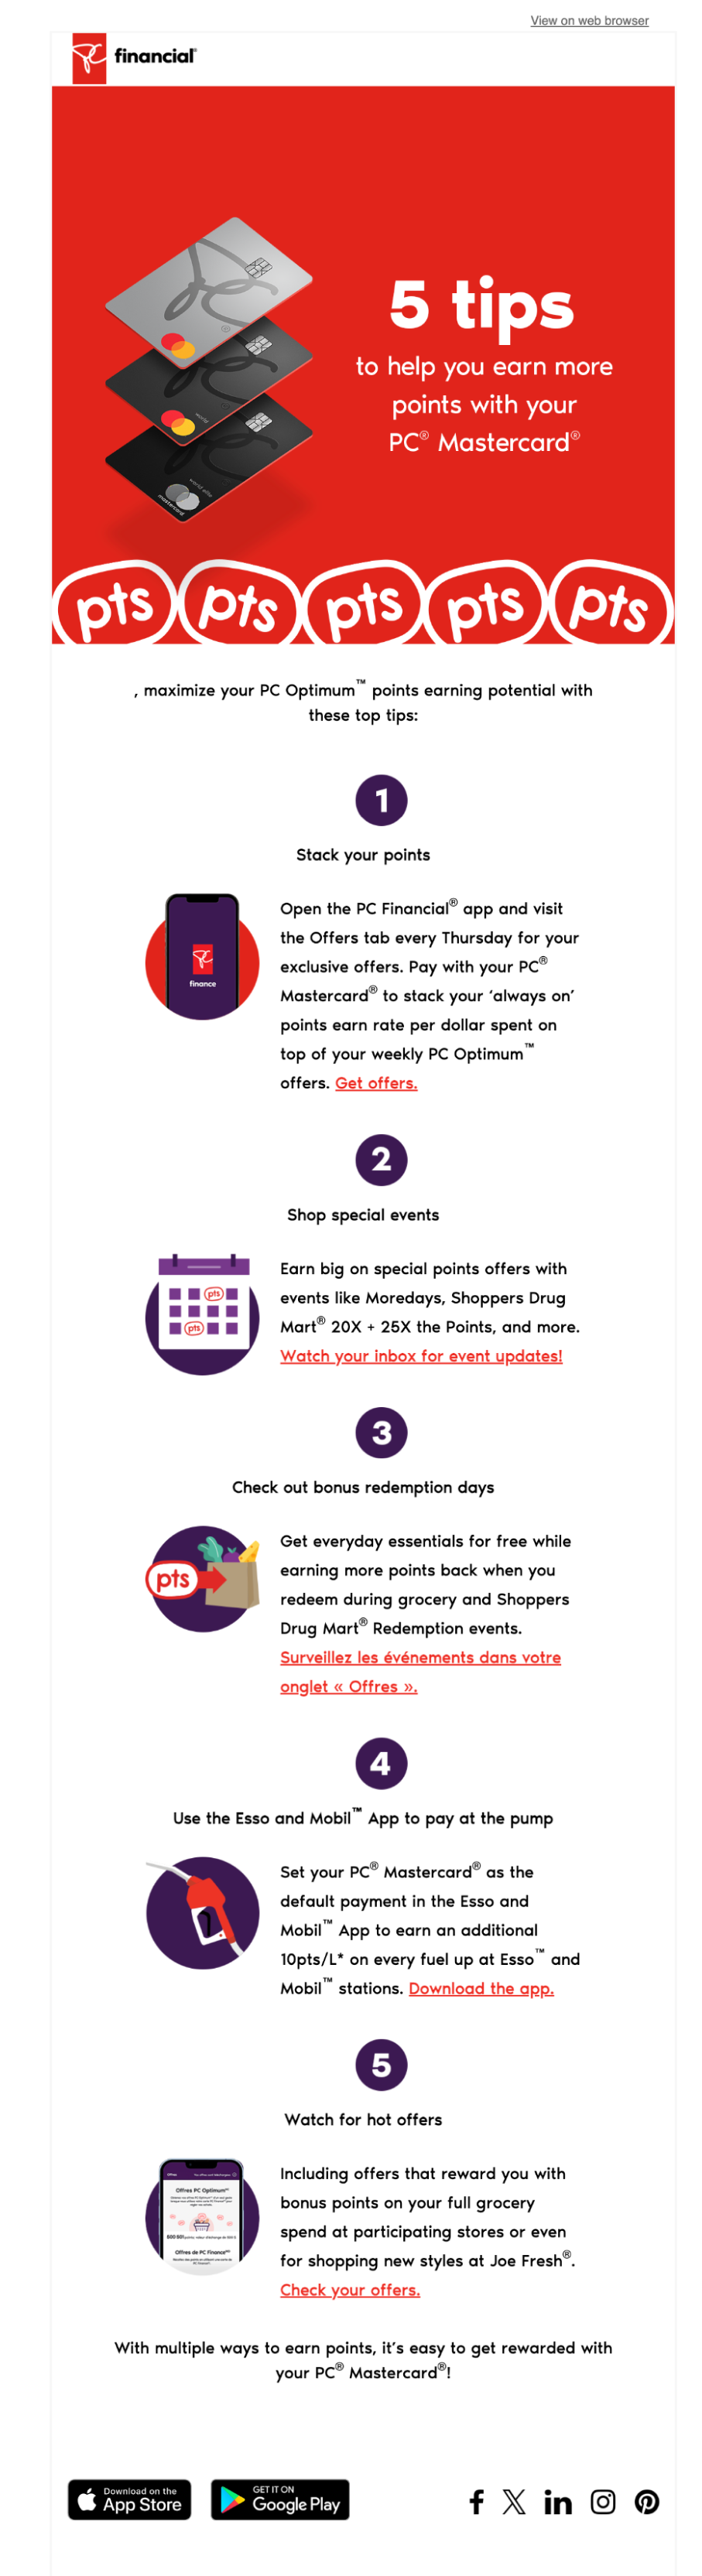 View on web browser
financial®
world
world elite
mastercard
5 tips
to help you earn more
points with your
PC® Mastercard®
pts pts pts pts pts
, maximize your PC Optimum™ points earning potential with
these top tips:
1
Stack your points
finance
Open the PC Financial® app and visit
the Offers tab every Thursday for your
exclusive offers. Pay with your PC®
Mastercard® to stack your ‘always on’
points earn rate per dollar spent on
top of your weekly PC Optimum™
offers. Get offers.
2
Shop special events
pts
pts
Earn big on special points offers with
events like Moredays, Shoppers Drug
Mart® 20X + 25X the Points, and more.
Watch your inbox for event updates!
3
Check out bonus redemption days
pts
Get everyday essentials for free while
earning more points back when you
redeem during grocery and Shoppers
Drug Mart® Redemption events.
Surveillez les événements dans votre
onglet « Offres ».
4
Use the Esso and Mobil™ App to pay at the pump
Set your PC® Mastercard® as the
default payment in the Esso and
Mobil™ App to earn an additional
10pts/L* on every fuel up at Esso™ and
Mobil™ stations. Download the app.
5
Watch for hot offers
Offres PC Optimum
Offres de PC Finance
Including offers that reward you with
bonus points on your full grocery
spend at participating stores or even
for shopping new styles at Joe Fresh®.
Check your offers.
With multiple ways to earn points, it’s easy to get rewarded with
your PC® Mastercard®!
Download on the
App Store
GET IT ON
Google Play